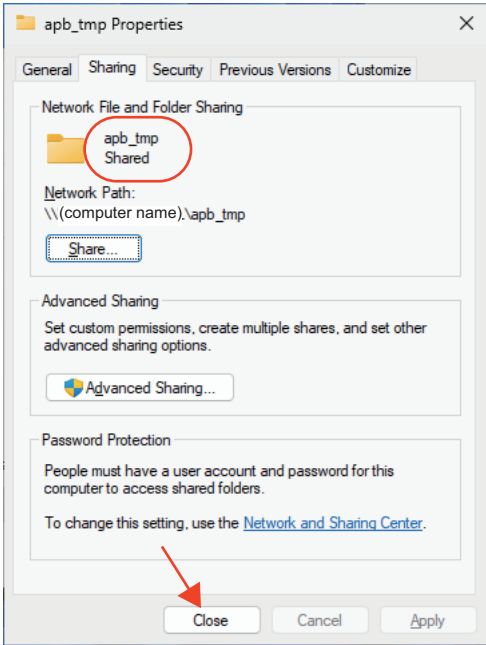 apb_tmp Properties
General Sharing Security Previous Versions Customize
Network File and Folder Sharing
apb_tmp
Shared
Network Path:
\\(computer name).\apb_tmp
Share...
Advanced Sharing
Set custom permissions, create multiple shares, and set other
advanced sharing options.
Advanced Sharing...
Password Protection
People must have a user account and password for this
computer to access shared folders.
To change this setting, use the Network and Sharing Center.
Close Cancel Apply